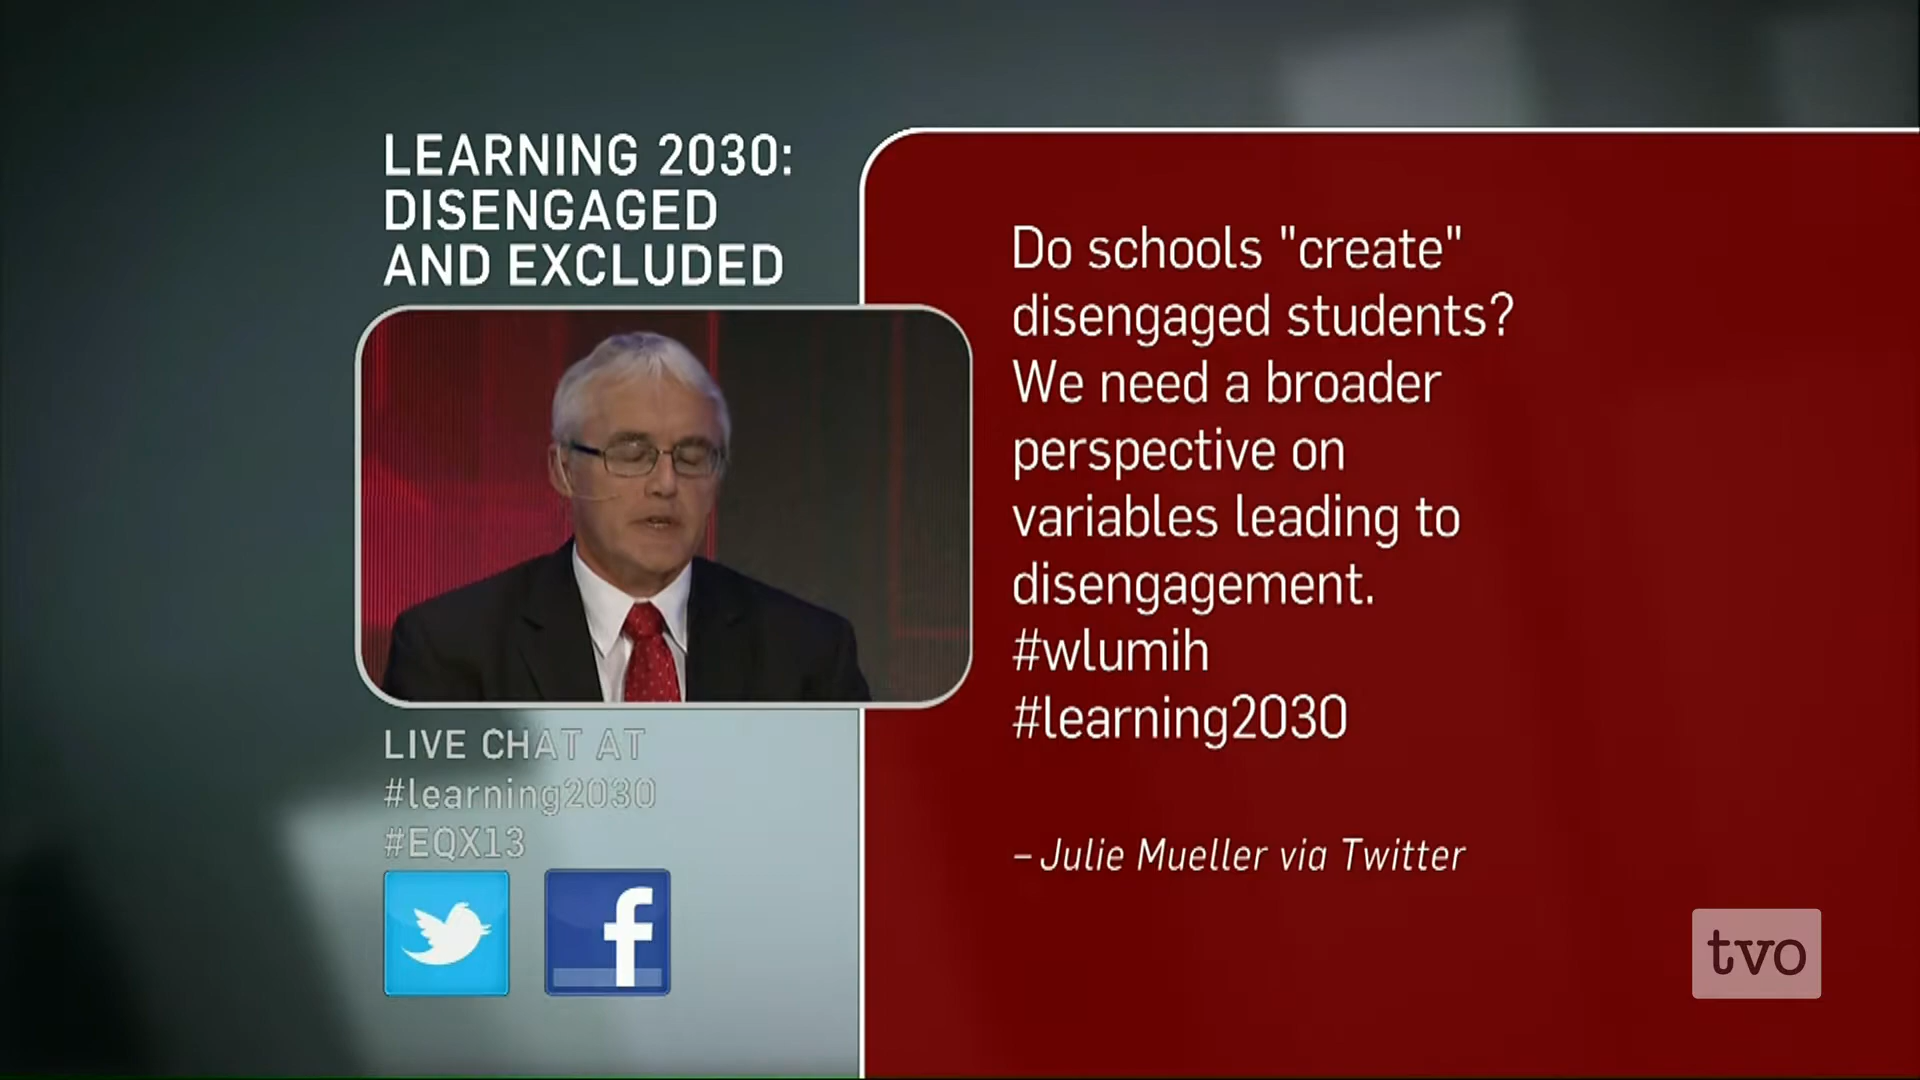 LEARNING 2030:
DISENGAGED
AND EXCLUDED
LIVE CHAT AT
#learning2030
#EQX13
f
Do schools "create"
disengaged students?
We need a broader
perspective on
variables leading to
disengagement.
#wlumih
#learning2030
– Julie Mueller via Twitter
tvo